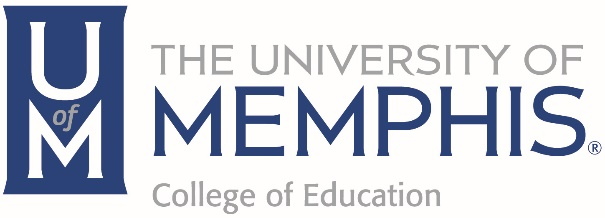 U
of
M
THE UNIVERSITY OF
MEMPHIS®
College of Education